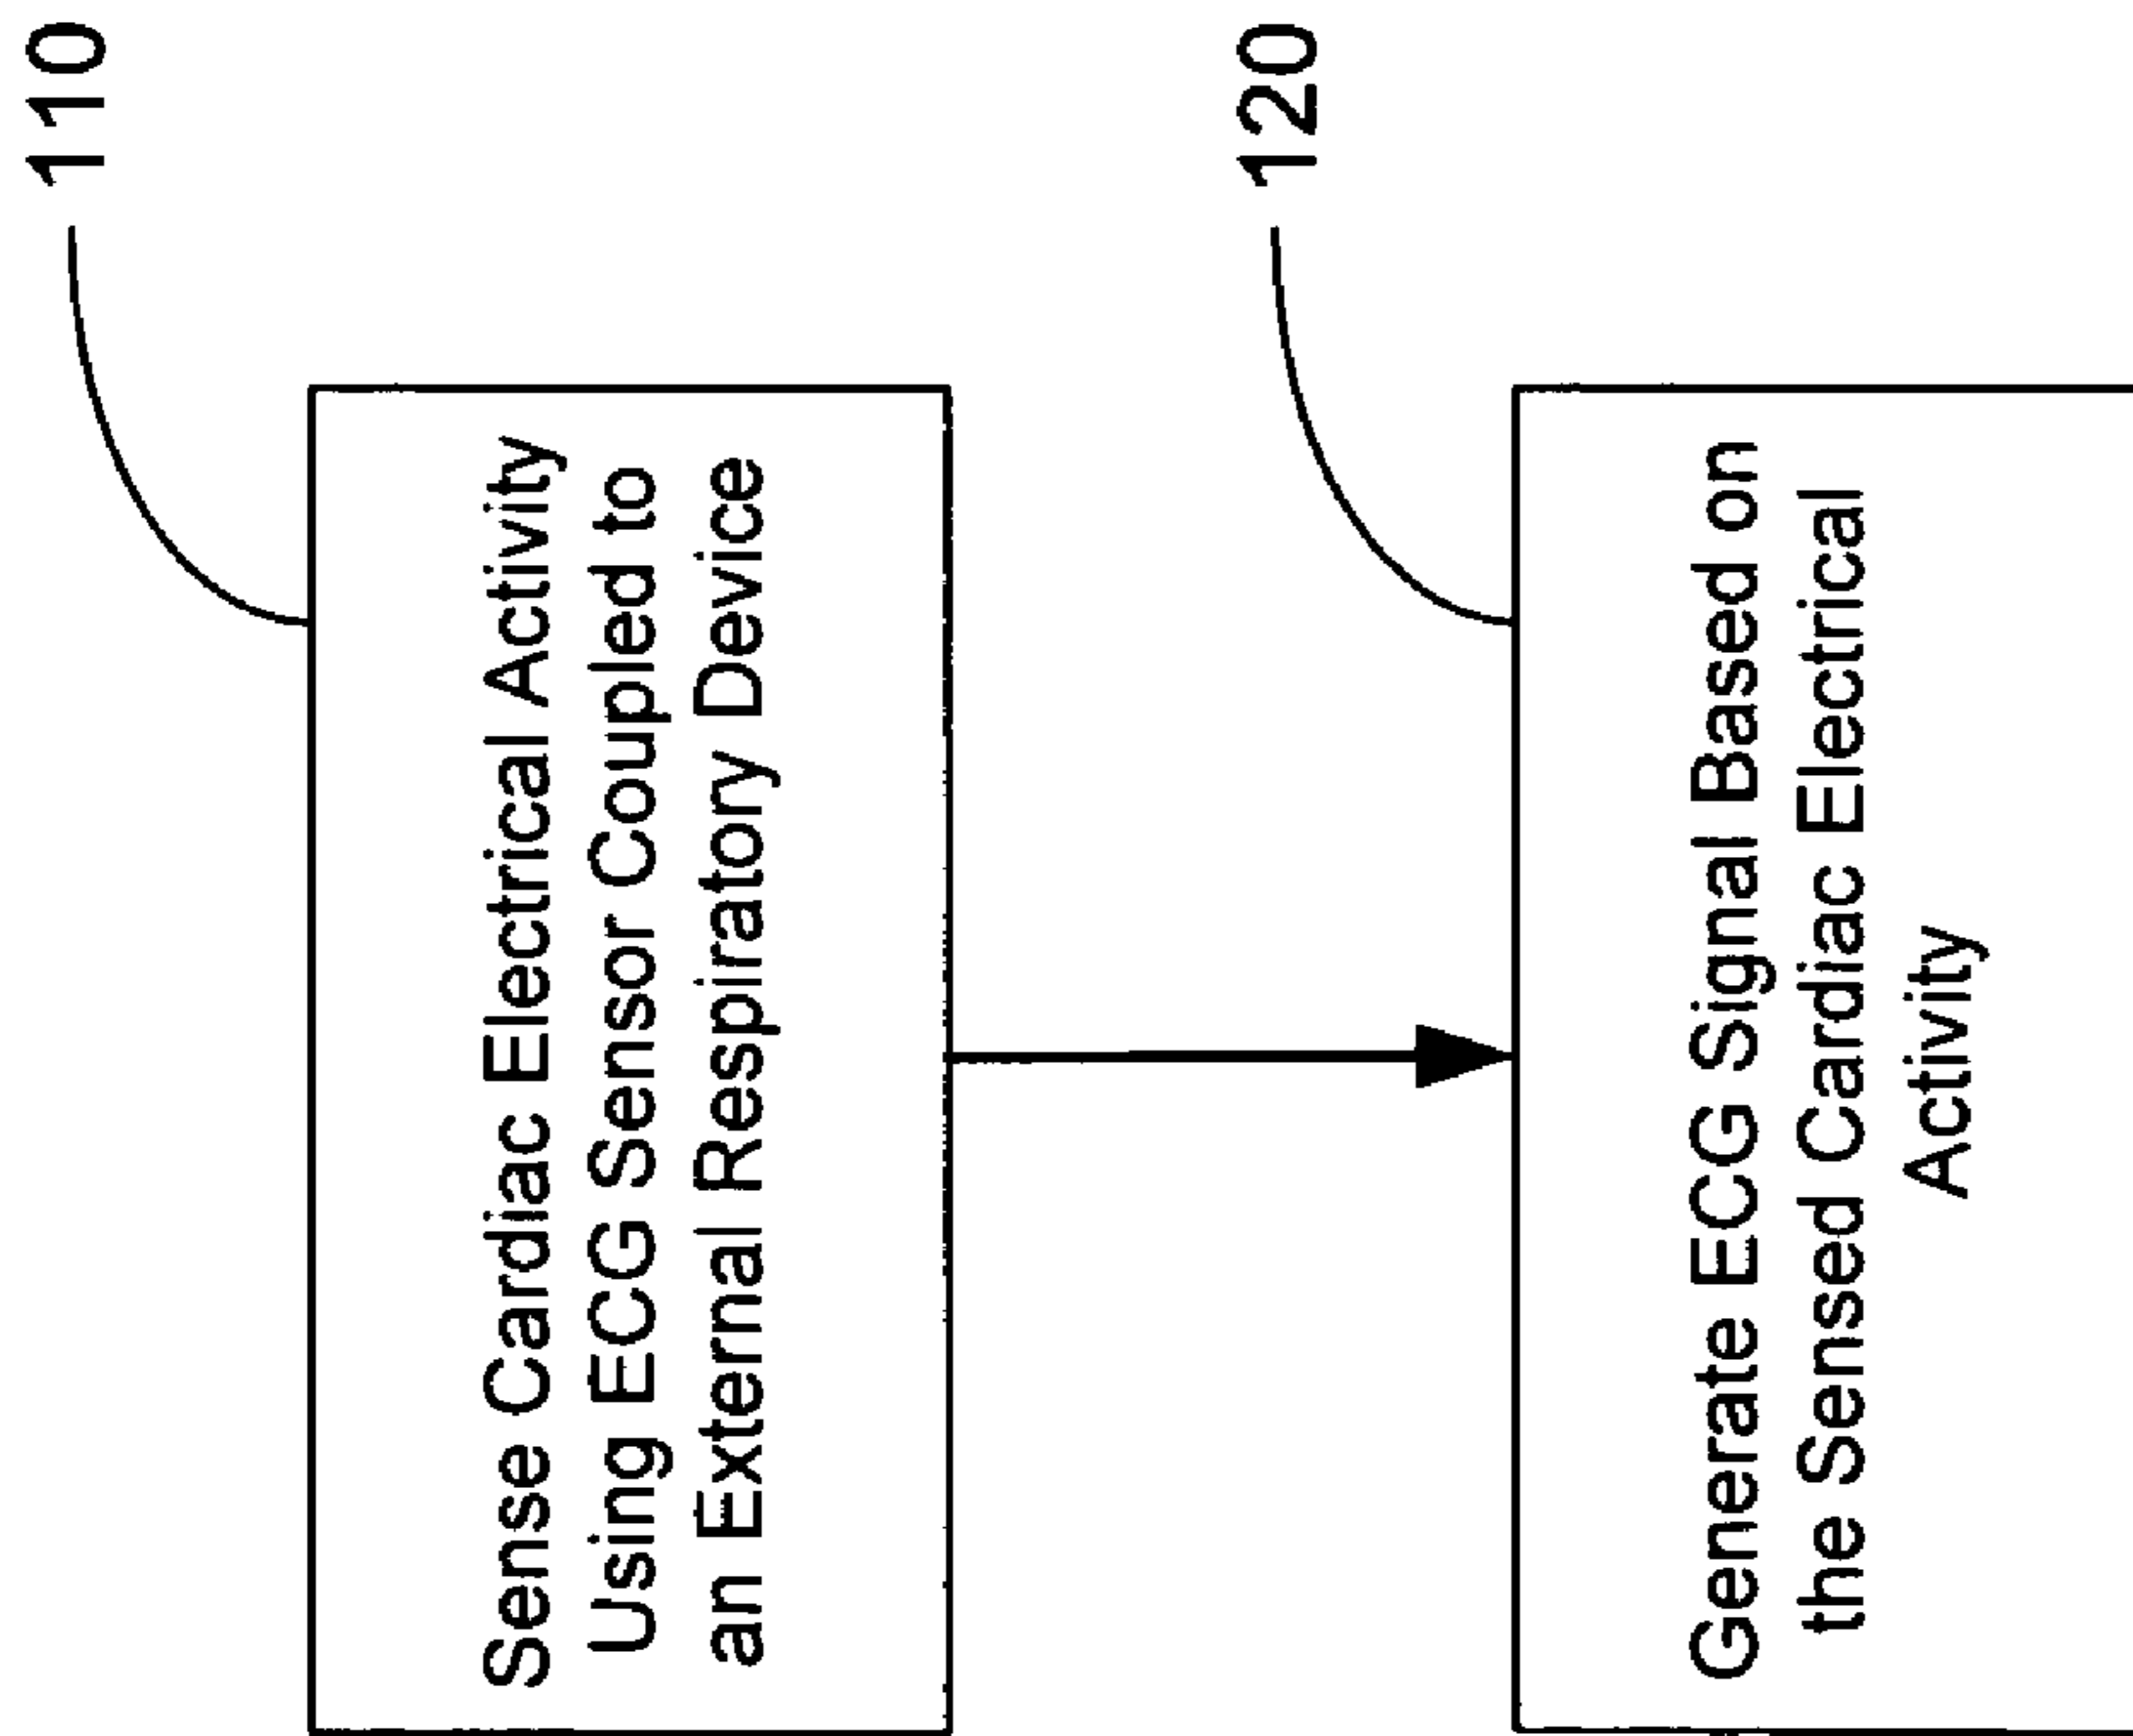 110
Sense Cardiac Electrical Activity
Using ECG Sensor Coupled to
an External Respiratory Device
120
Generate ECG Signal Based on
the Sensed Cardiac Electrical
Activity